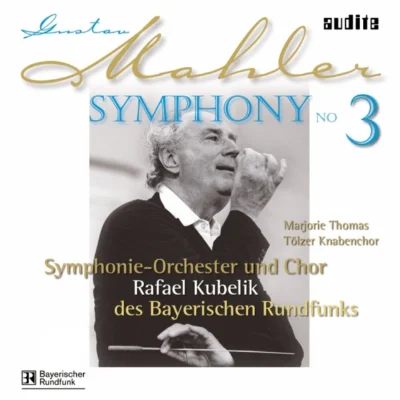 Gustav
audite
Mahler
SYMPHONY NO 3
Marjorie Thomas
Tölzer Knabenchor
Symphonie-Orchester und Chor
Rafael Kubelik
des Bayerischen Rundfunks
BR Bayerischer
Rundfunk